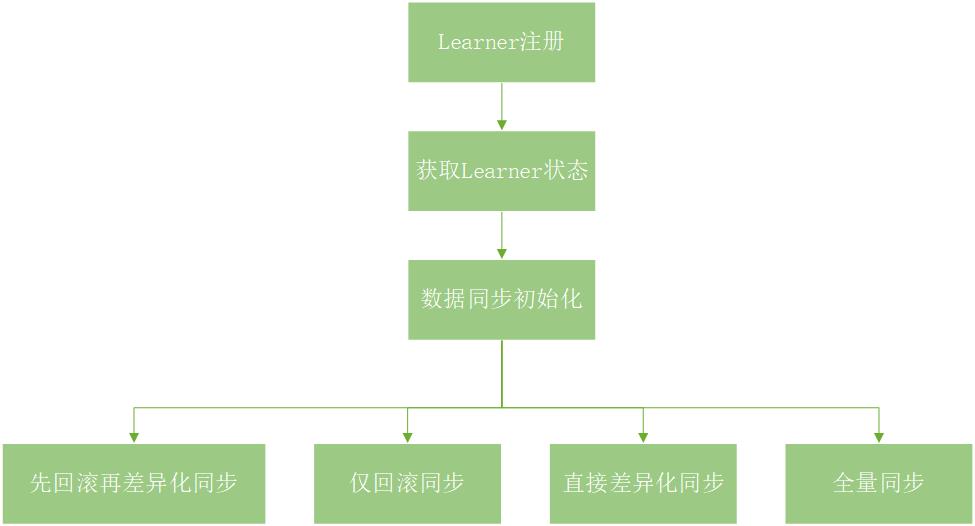 Learner注册
获取Learner状态
数据同步初始化
先回滚再差异化同步
仅回滚同步
直接差异化同步
全量同步